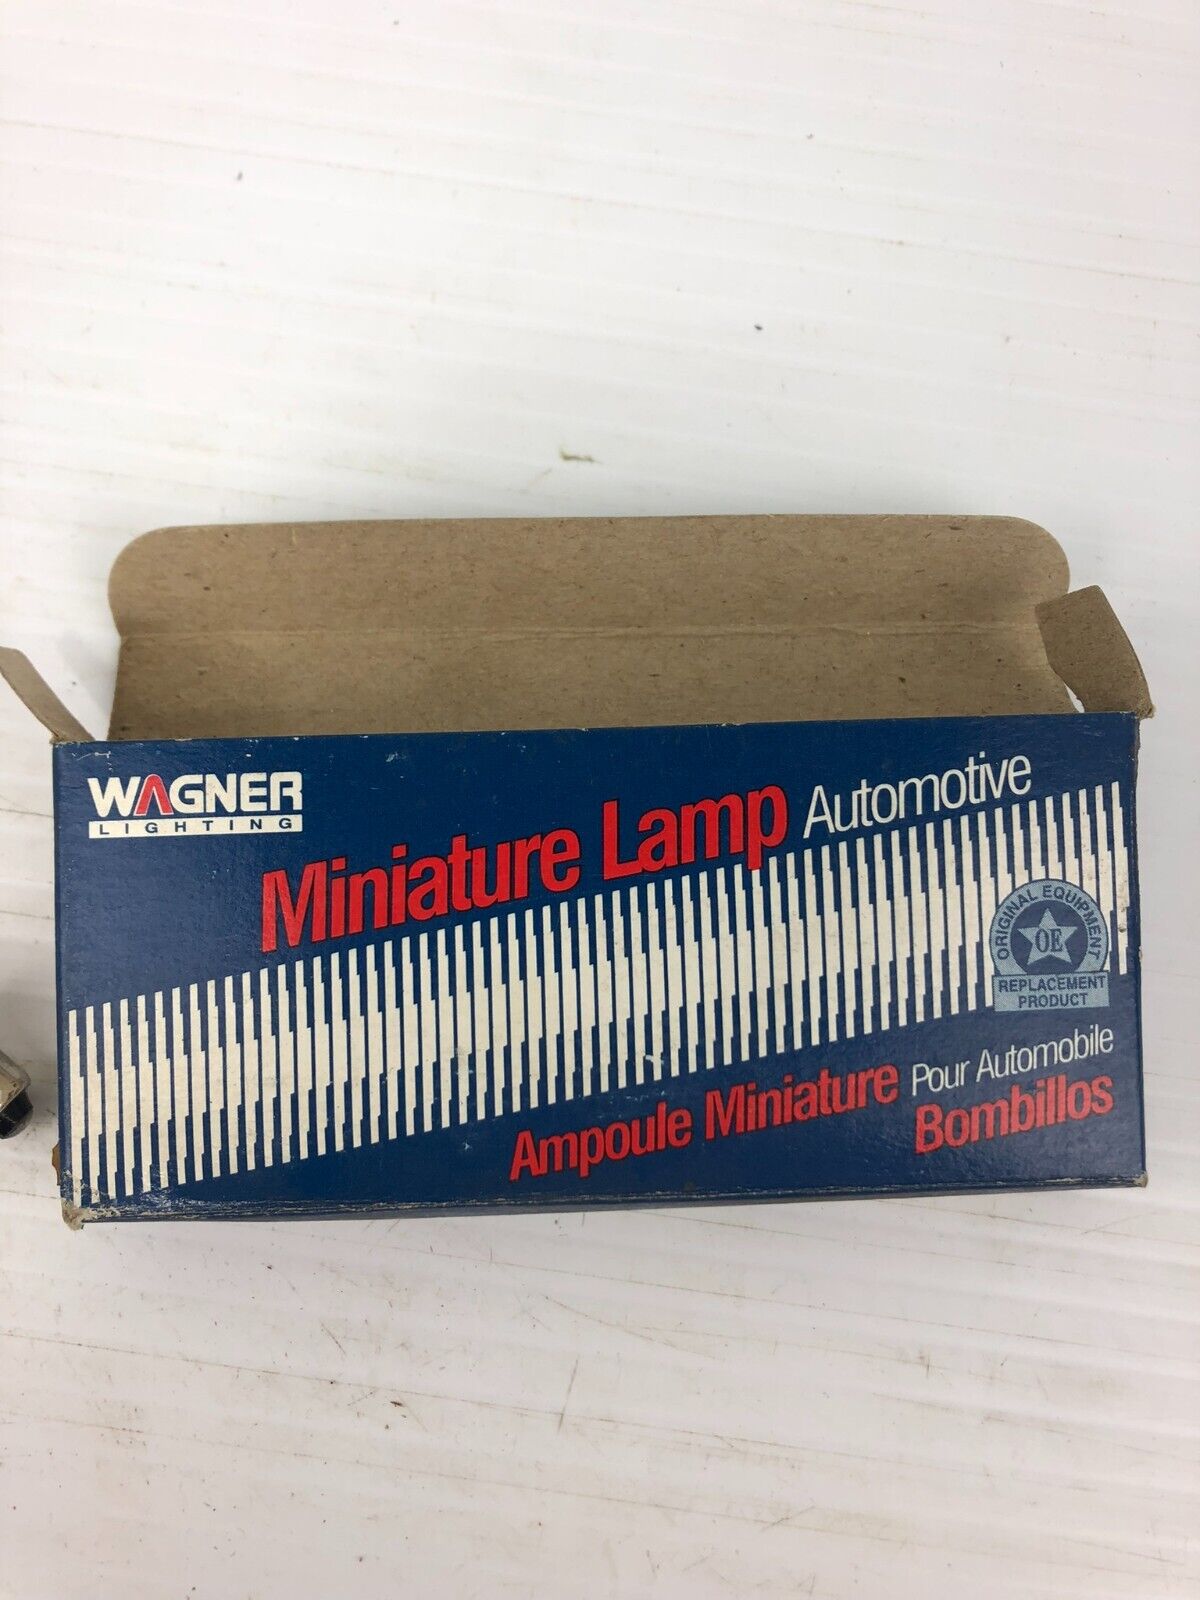 WAGNER
LIGHTING
Miniature Lamp Automotive
ORIGINAL EQUIPMENT
OE
REPLACEMENT
PRODUCT
Ampoule Miniature Pour Automobile
Bombillos